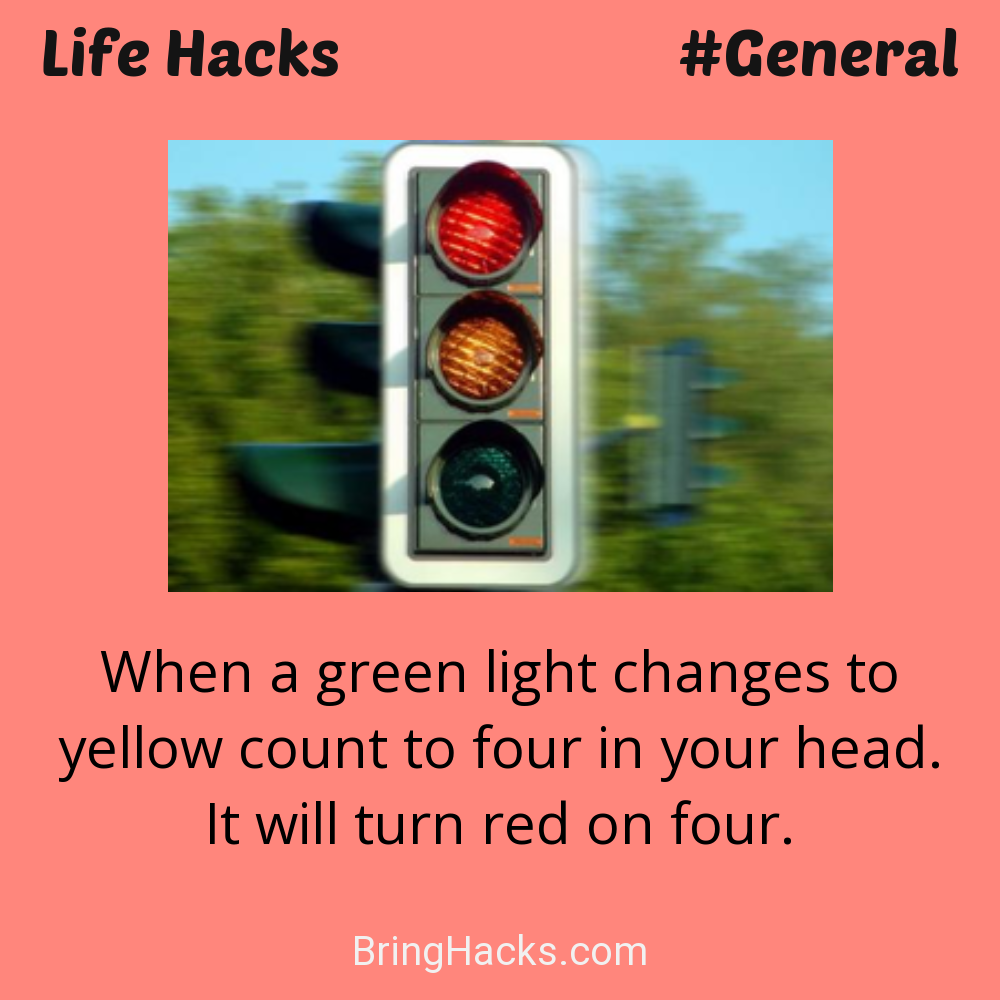 Life Hacks #General
When a green light changes to
yellow count to four in your head.
It will turn red on four.
BringHacks.com